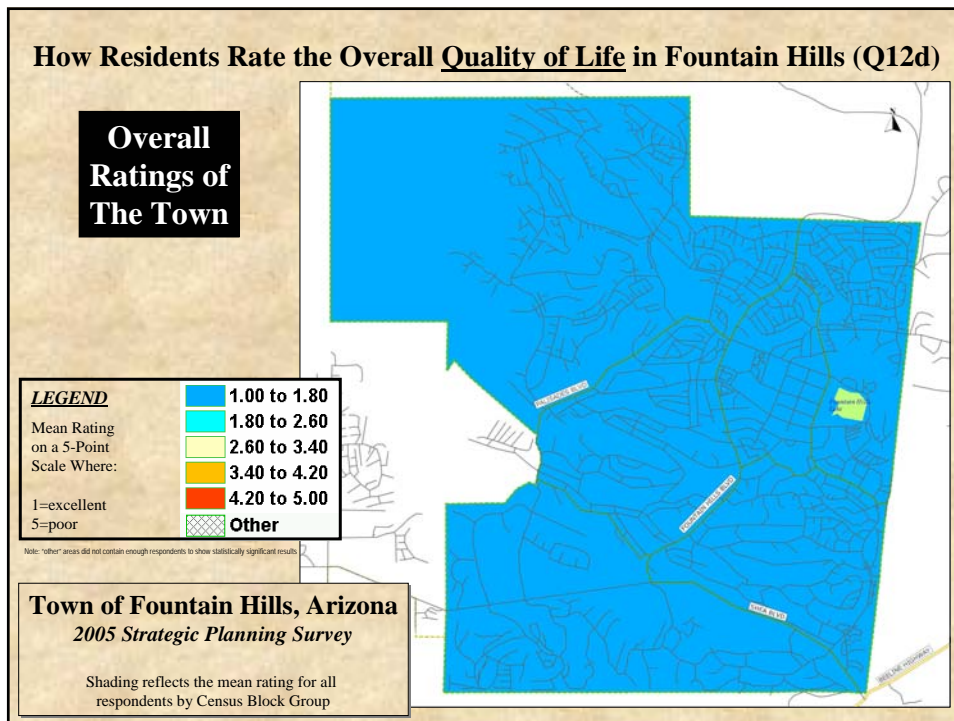 How Residents Rate the Overall Quality of Life in Fountain Hills (Q12d)
Overall
Ratings of
The Town
PALISADES BLVD
FOUNTAIN HILLS BLVD
SHEA BLVD
BEELINE HIGHWAY
LEGEND
Mean Rating
on a 5-Point
Scale Where:
1=excellent
5=poor
1.00 to 1.80
1.80 to 2.60
2.60 to 3.40
3.40 to 4.20
4.20 to 5.00
Other
Note: "other" areas did not contain enough respondents to show statistically significant results
Town of Fountain Hills, Arizona
2005 Strategic Planning Survey
Shading reflects the mean rating for all
respondents by Census Block Group